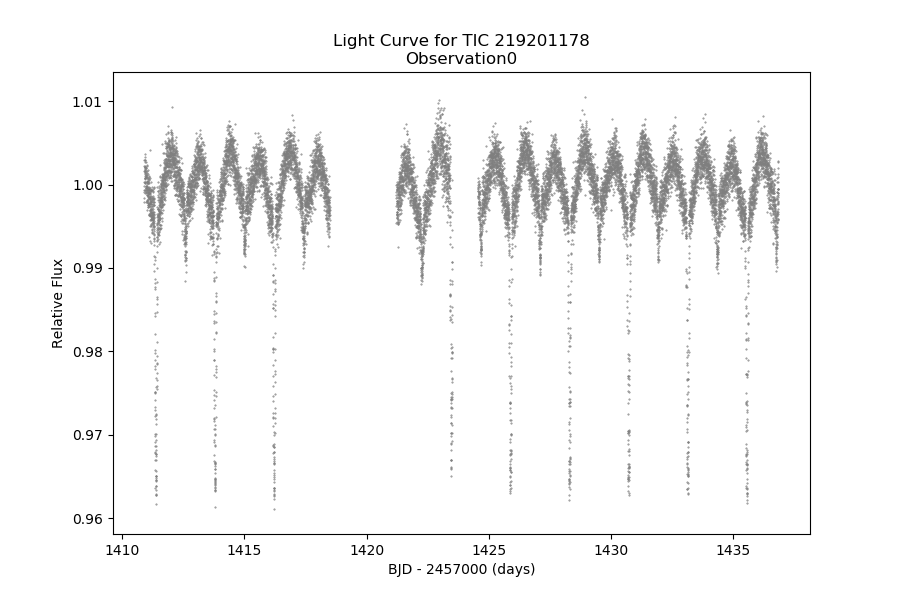 Light Curve for TIC 219201178
Observation0
1.01
1.00
0.99
0.98
0.97
0.96
Relative Flux
1410 1415 1420 1425 1430 1435
BJD - 2457000 (days)